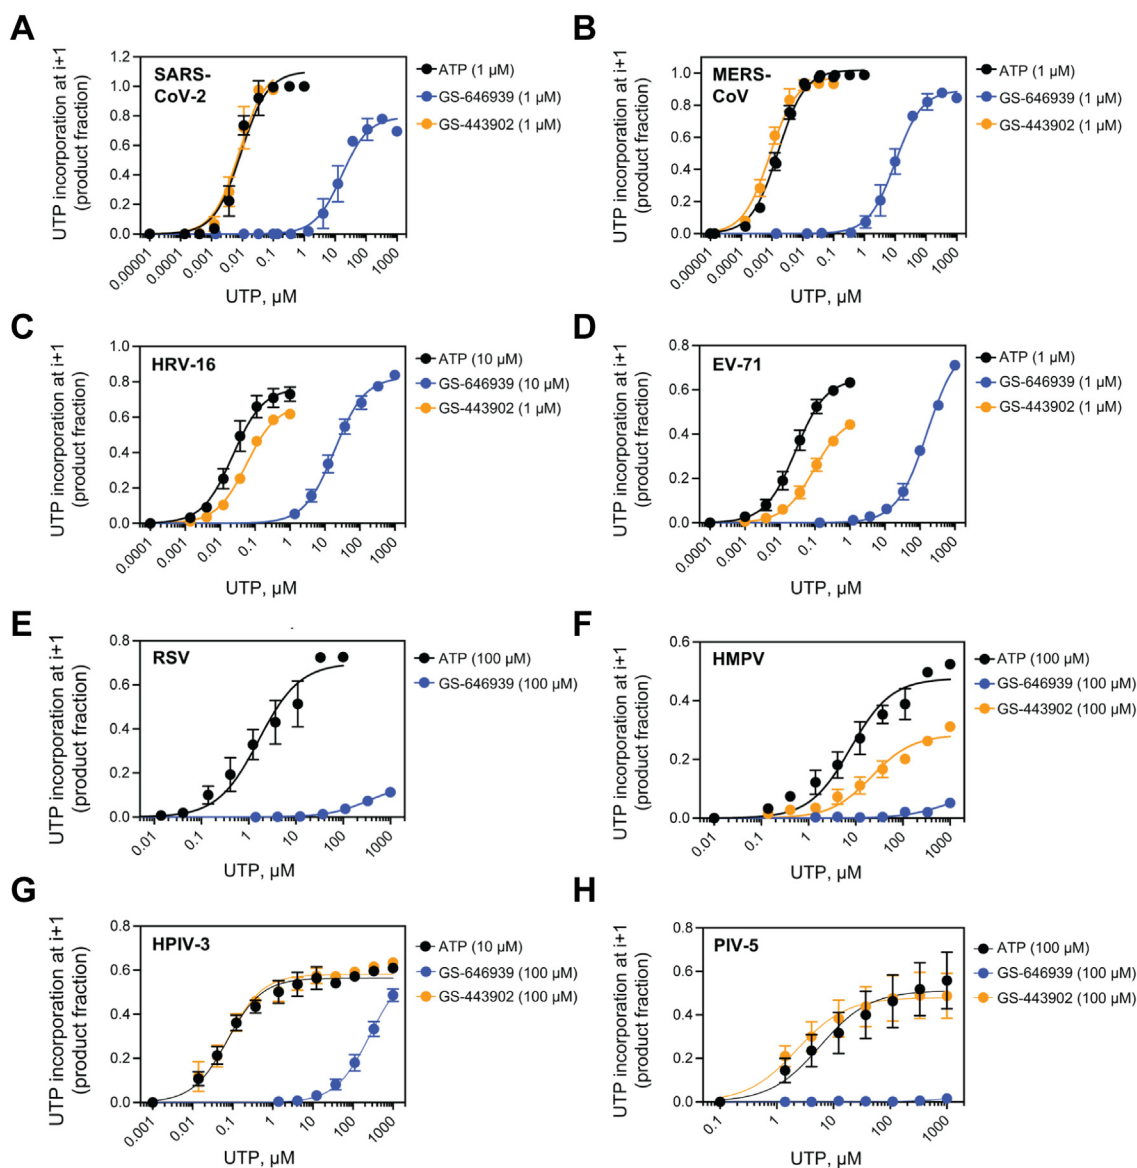 A
UTP incorporation at i+1
(product fraction)
1.2
1.0
0.8
0.6
0.4
0.2
0.0
SARS-
CoV-2
ATP (1 µM)
GS-646939 (1 µM)
GS-443902 (1 µM)
0.00001
0.0001
0.001
0.01
0.1
1
10
100
1000
UTP, µM
B
UTP incorporation at i+1
(product fraction)
1.0
0.8
0.6
0.4
0.2
0.0
MERS-
CoV
ATP (1 µM)
GS-646939 (1 µM)
GS-443902 (1 µM)
0.00001
0.0001
0.001
0.01
0.1
1
10
100
1000
UTP, µM
C
UTP incorporation at i+1
(product fraction)
1.0
0.8
0.6
0.4
0.2
0.0
HRV-16
ATP (10 µM)
GS-646939 (10 µM)
GS-443902 (1 µM)
0.0001
0.001
0.01
0.1
1
10
100
1000
UTP, µM
D
UTP incorporation at i+1
(product fraction)
0.8
0.6
0.4
0.2
0.0
EV-71
ATP (1 µM)
GS-646939 (1 µM)
GS-443902 (1 µM)
0.0001
0.001
0.01
0.1
1
10
100
1000
UTP, µM
E
UTP incorporation at i+1
(product fraction)
0.8
0.6
0.4
0.2
0.0
RSV
ATP (100 µM)
GS-646939 (100 µM)
0.01
0.1
1
10
100
1000
UTP, µM
F
UTP incorporation at i+1
(product fraction)
0.6
0.4
0.2
0.0
HMPV
ATP (100 µM)
GS-646939 (100 µM)
GS-443902 (100 µM)
0.01
0.1
1
10
100
1000
UTP, µM
G
UTP incorporation at i+1
(product fraction)
0.8
0.6
0.4
0.2
0.0
HPIV-3
ATP (10 µM)
GS-646939 (100 µM)
GS-443902 (100 µM)
0.001
0.01
0.1
1
10
100
1000
UTP, µM
H
UTP incorporation at i+1
(product fraction)
0.8
0.6
0.4
0.2
0.0
PIV-5
ATP (100 µM)
GS-646939 (100 µM)
GS-443902 (100 µM)
0.1
1
10
100
1000
UTP, µM